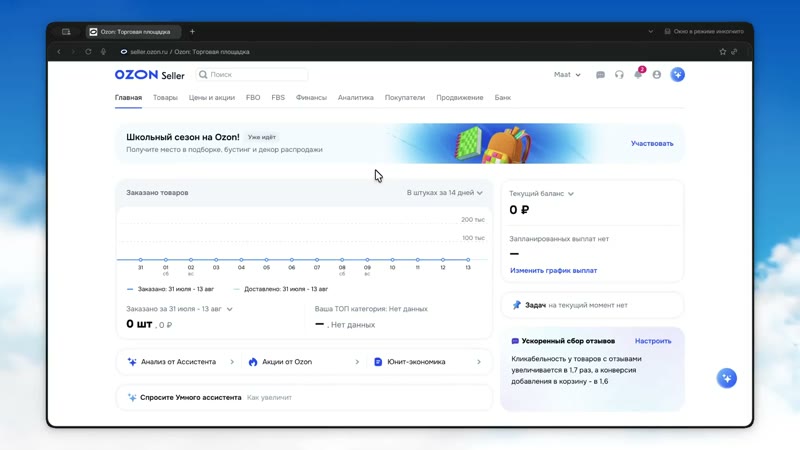 Ozon: Торговая площадка
Окно в режиме инкогнито
seller.ozon.ru / Ozon: Торговая площадка
OZON Seller
Поиск
Maat
2
Главная Товары Цены и акции FBO FBS Финансы Аналитика Покупатели Продвижение Банк
Школьный сезон на Ozon! Уже идёт
Получите место в подборке, бустинг и декор распродажи
Участвовать
Заказано товаров
В штуках за 14 дней
200 тыс
100 тыс
31 01 02 03 04 05 06 07 08 09 10 11 12 13
сб вс сб вс
Заказано: 31 июля - 13 авг Доставлено: 31 июля - 13 авг
Заказано за 31 июля - 13 авг
0 шт , 0 ₽
Ваша ТОП категория: Нет данных
— , Нет данных
Анализ от Ассистента
Акции от Ozon
Юнит-экономика
Спросите Умного ассистента Как увеличит
Текущий баланс
0 ₽
Запланированных выплат нет
—
Изменить график выплат
Задач на текущий момент нет
Ускоренный сбор отзывов Настроить
Кликабельность у товаров с отзывами
увеличивается в 1,7 раз, а конверсия
добавления в корзину - в 1,6